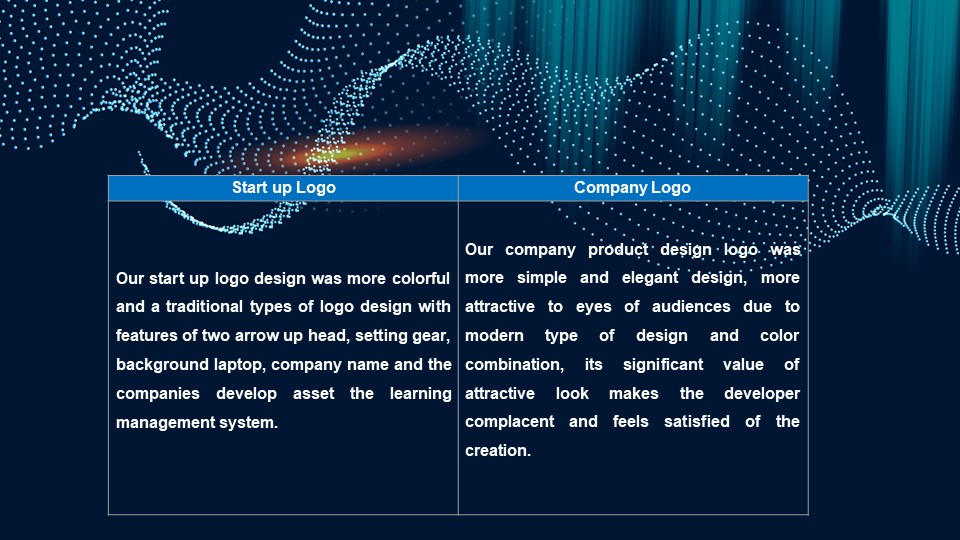 Start up Logo
Company Logo
Our start up logo design was more colorful
and a traditional types of logo design with
features of two arrow up head, setting gear,
background laptop, company name and the
companies develop asset the learning
management system.
Our company product design logo was
more simple and elegant design, more
attractive to eyes of audiences due to
modern type of design and color
combination, its significant value of
attractive look makes the developer
complacent and feels satisfied of the
creation.